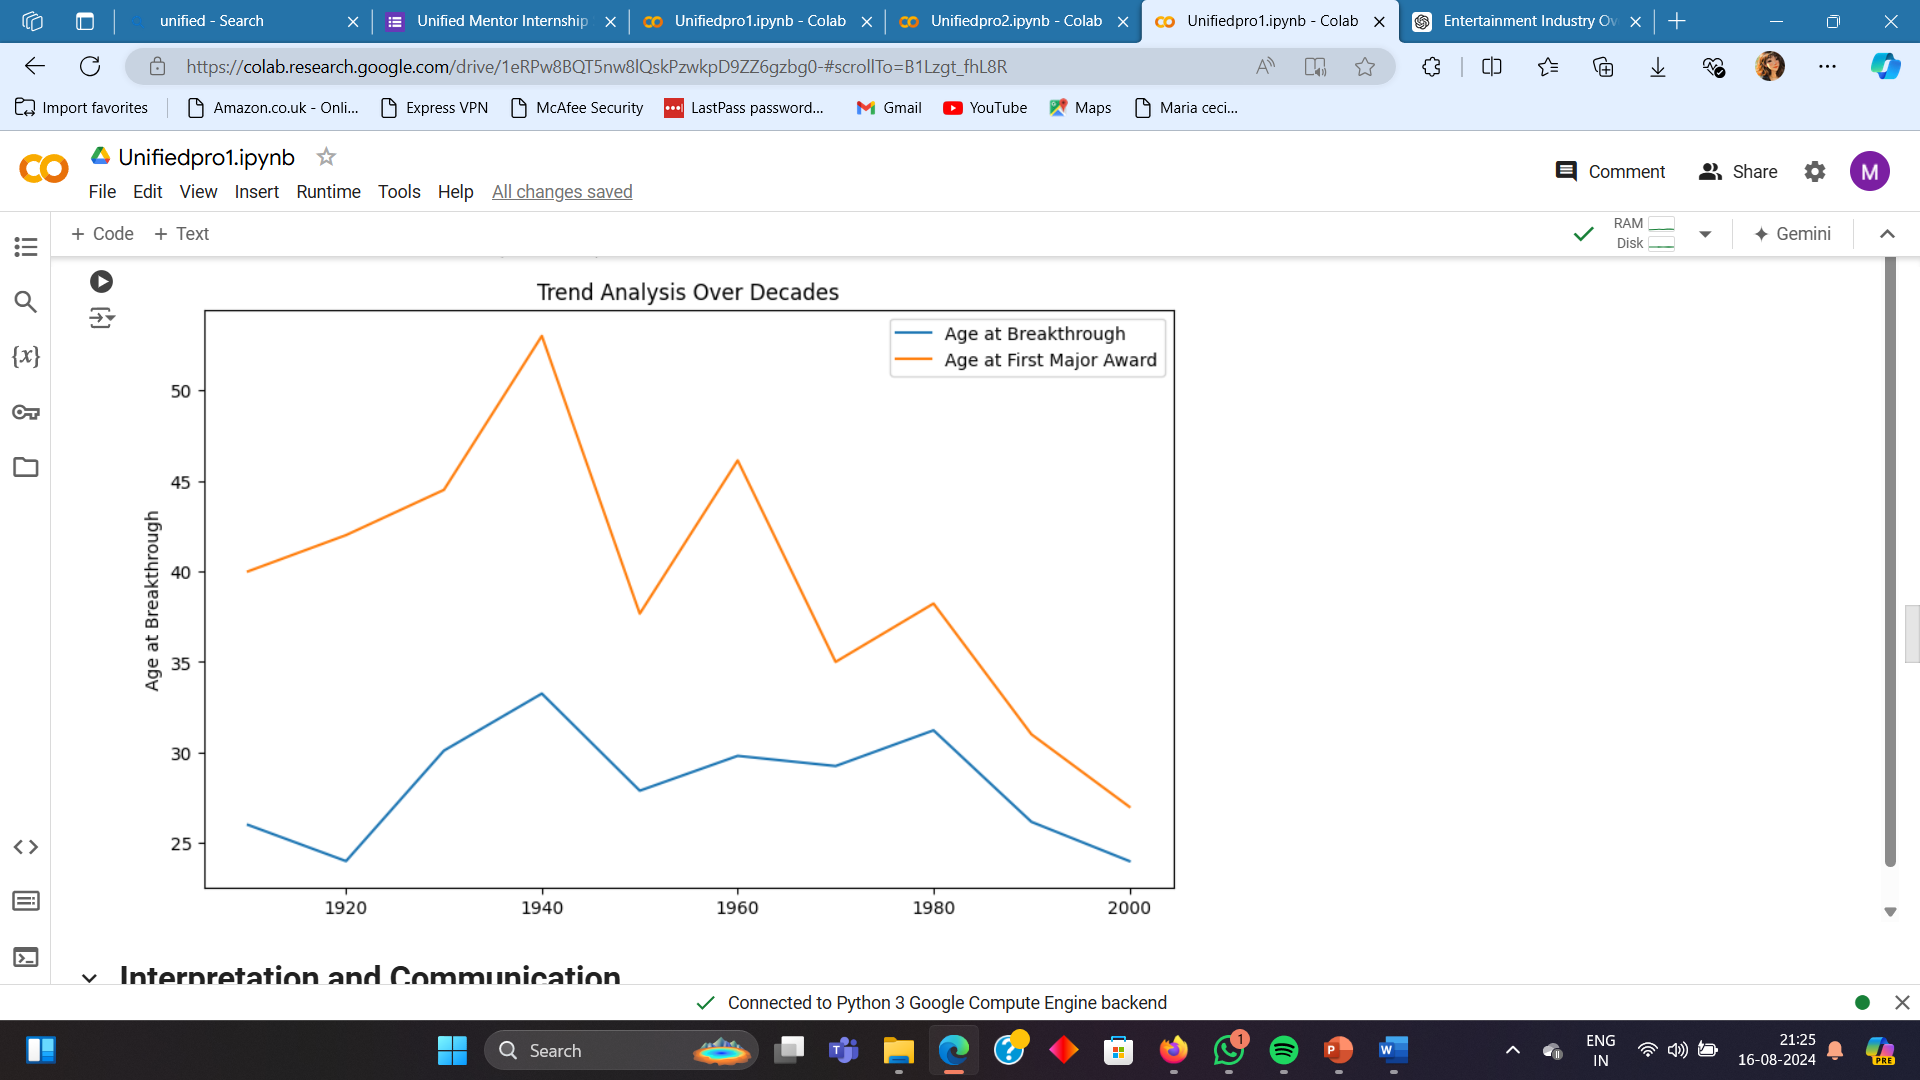 unified - Search
Unified Mentor Internship
Unifiedpro1.ipynb - Colab
Unifiedpro2.ipynb - Colab
Unifiedpro1.ipynb - Colab
Entertainment Industry Ov
https://colab.research.google.com/drive/1eRPw8BQT5nw8lQskPzwkpD9ZZ6gzbg0-#scrollTo=B1Lzgt_fhL8R
Import favorites
Amazon.co.uk - Onli...
Express VPN
McAfee Security
LastPass password...
Gmail
YouTube
Maps
Maria ceci...
Unifiedpro1.ipynb
Comment
Share
M
File Edit View Insert Runtime Tools Help All changes saved
+ Code + Text
RAM
Disk
Gemini
{x}
Trend Analysis Over Decades
Age at Breakthrough
Age at First Major Award
50
45
40
35
30
25
Age at Breakthrough
1920 1940 1960 1980 2000
Interpretation and Communication
Connected to Python 3 Google Compute Engine backend
Search
1
ENG
IN
21:25
16-08-2024
PRE